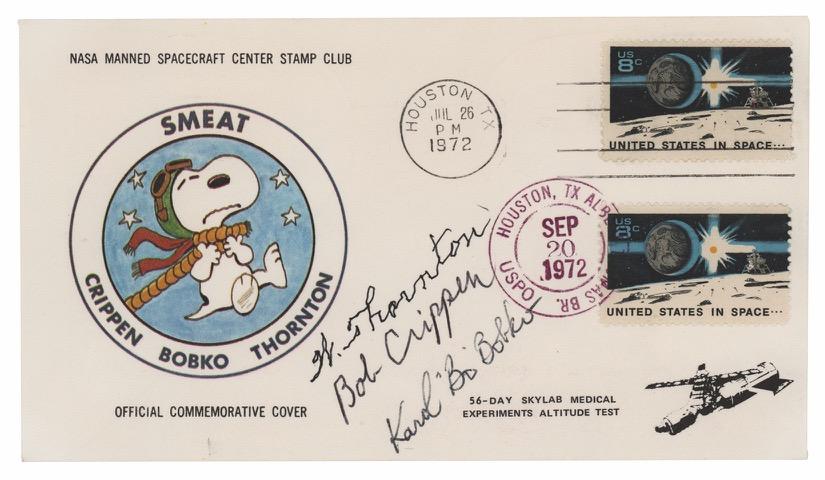 NASA MANNED SPACECRAFT CENTER STAMP CLUB
SMEAT
CRIPPEN BOBKO THORNTON
OFFICIAL COMMEMORATIVE COVER
HOUSTON TX
JUL 26
PM
1972
US
8c
UNITED STATES IN SPACE...
HOUSTON, TX
BR.
USPO
SEP
20
1972
US
8c
UNITED STATES IN SPACE...
W. Thornton
Bob Crippen
Karol "Bo" Bobko
56-DAY SKYLAB MEDICAL
EXPERIMENTS ALTITUDE TEST